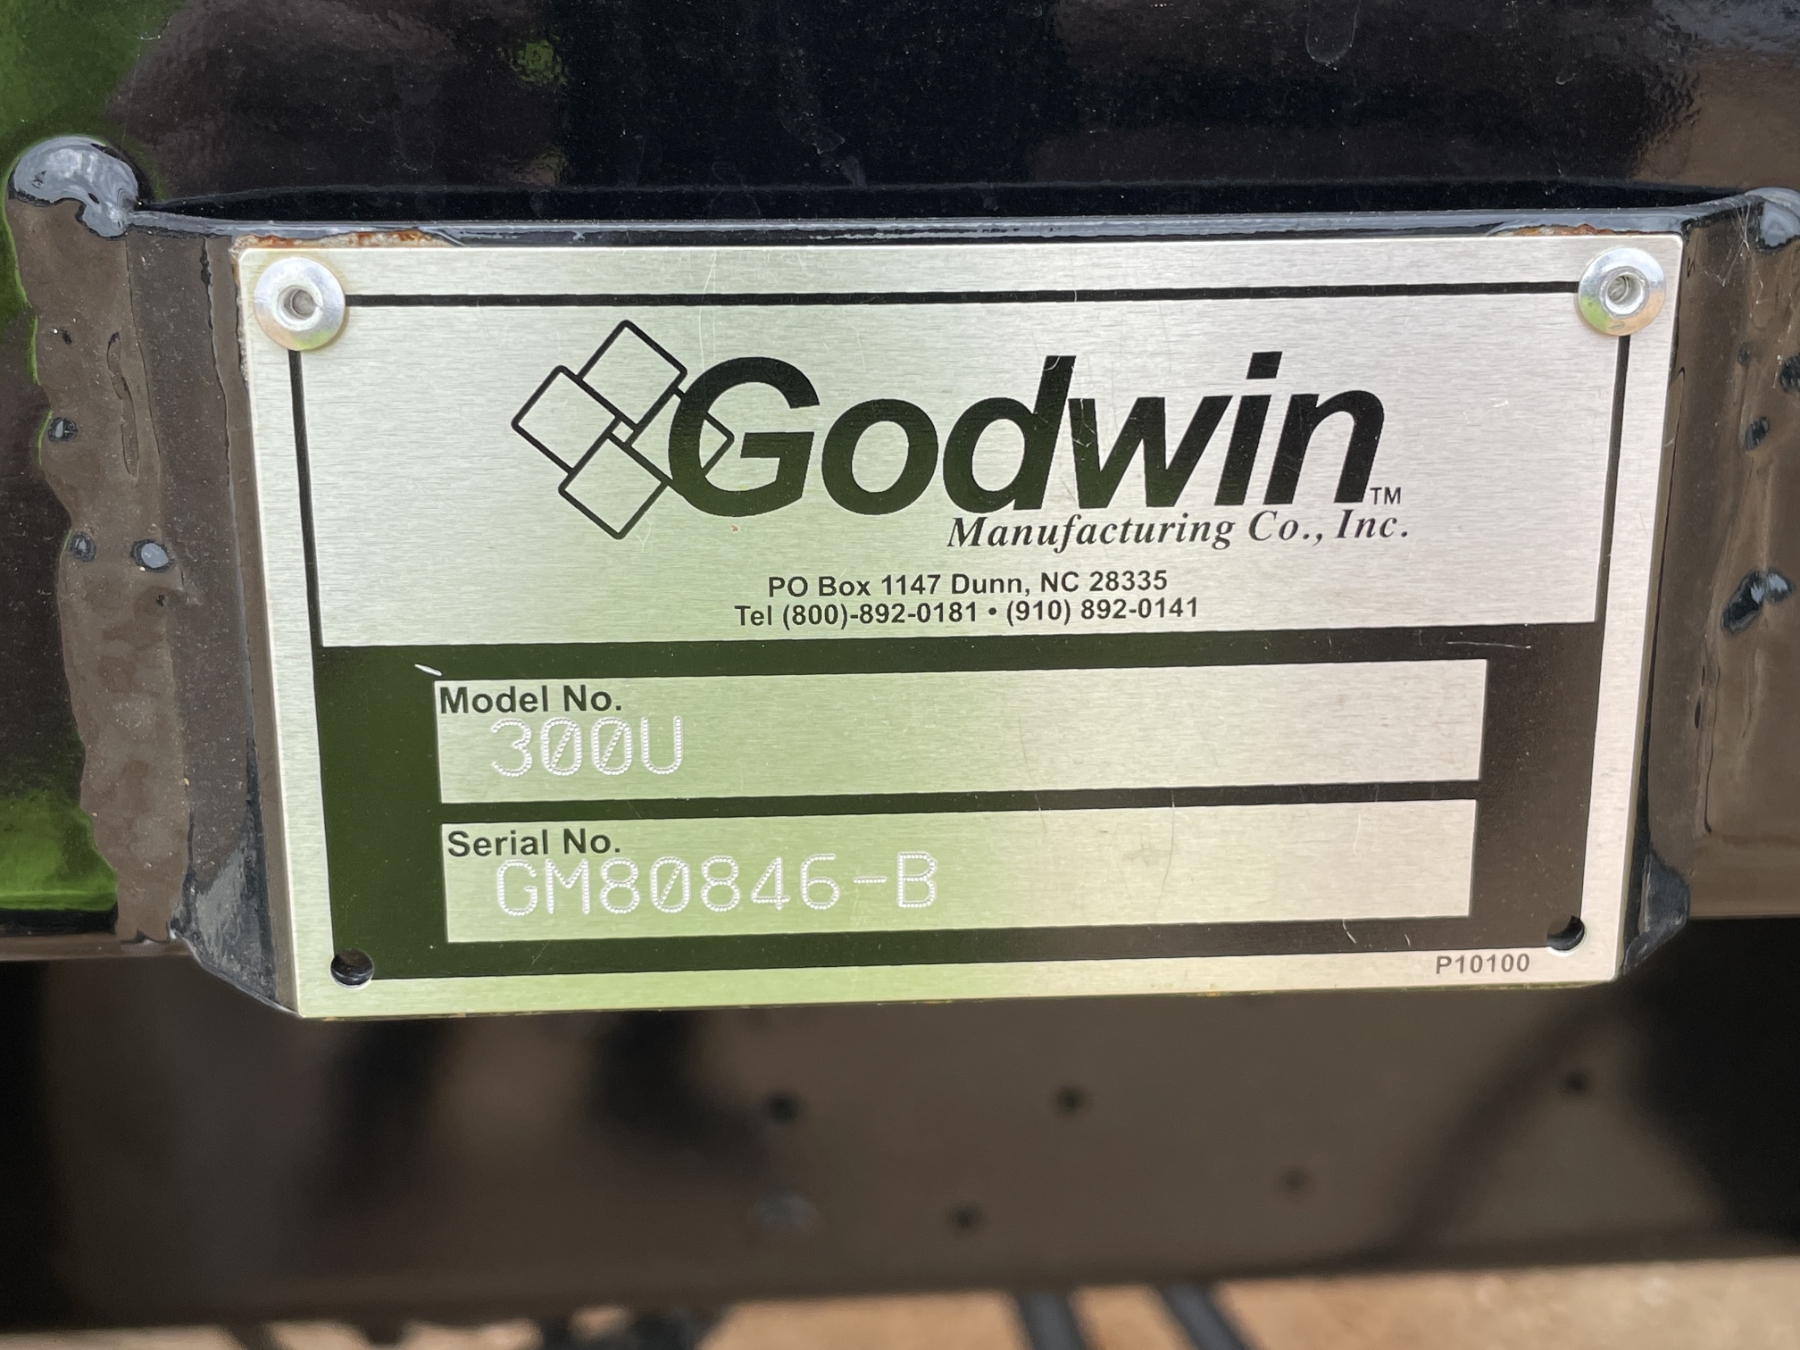 Godwin™
Manufacturing Co., Inc.
PO Box 1147 Dunn, NC 28335
Tel (800)-892-0181 • (910) 892-0141
Model No.
300U
Serial No.
GM80846-B
P10100